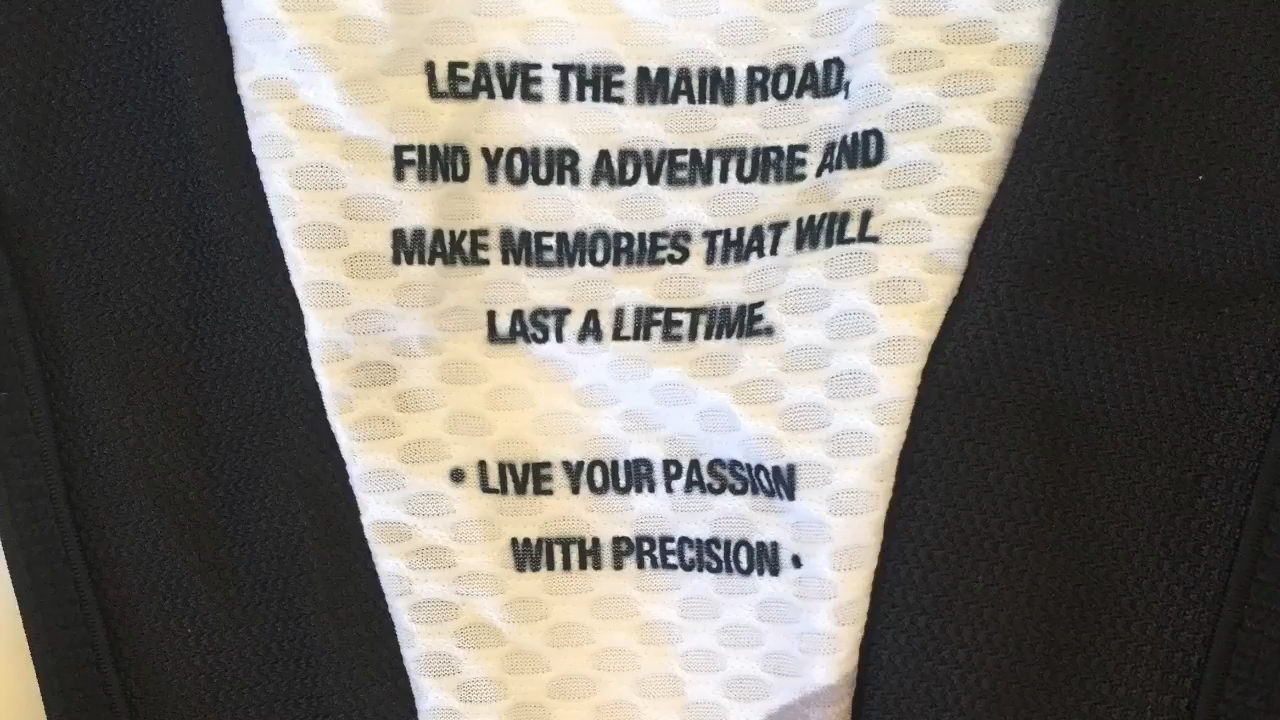 LEAVE THE MAIN ROAD,
FIND YOUR ADVENTURE AND
MAKE MEMORIES THAT WILL
LAST A LIFETIME.
• LIVE YOUR PASSION
WITH PRECISION •